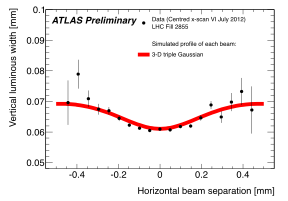 ATLAS Preliminary
Data (Centred x-scan VI July 2012)
LHC Fill 2855
Simulated profile of each beam:
3-D triple Gaussian
Vertical luminous width [mm]
0.1
0.09
0.08
0.07
0.06
0.05
-0.4 -0.2 0 0.2 0.4
Horizontal beam separation [mm]